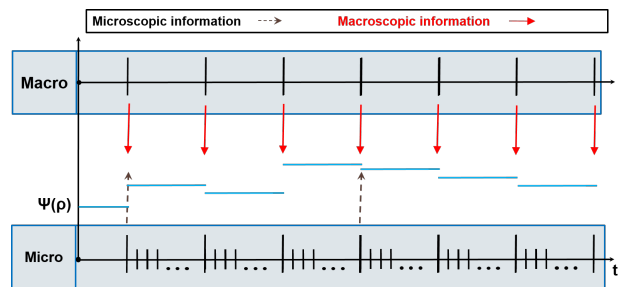 Microscopic information
Macroscopic information
Macro
Ψ(ρ)
Micro
... ... ... ... ... ...
t